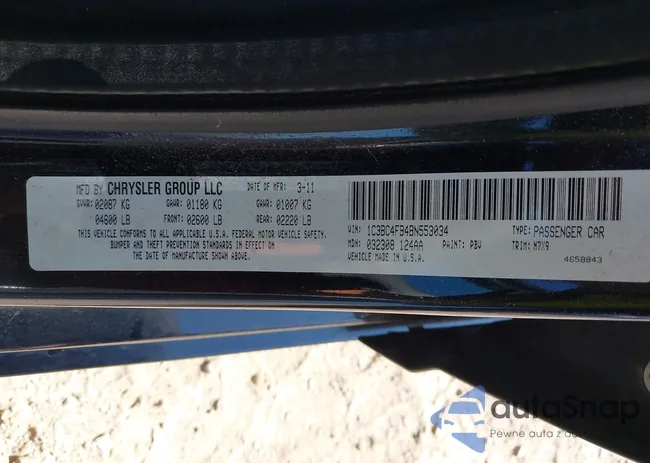 MFD BY CHRYSLER GROUP LLC DATE OF MFR: 3-11
GVWR: 02087 KG GAWR: 01180 KG GAWR: 01007 KG
04600 LB FRONT: 02600 LB REAR: 02220 LB
THIS VEHICLE CONFORMS TO ALL APPLICABLE U.S.A. FEDERAL MOTOR VEHICLE SAFETY,
BUMPER AND THEFT PREVENTION STANDARDS IN EFFECT ON
THE DATE OF MANUFACTURE SHOWN ABOVE.
VIN: 1C3BC4FB4BN553034 TYPE: PASSENGER CAR
MDH: 032308 124AA PAINT: PBV TRIM: M7X9
VEHICLE MADE IN U.S.A. 4658843
autoSnap
Pewne auta z